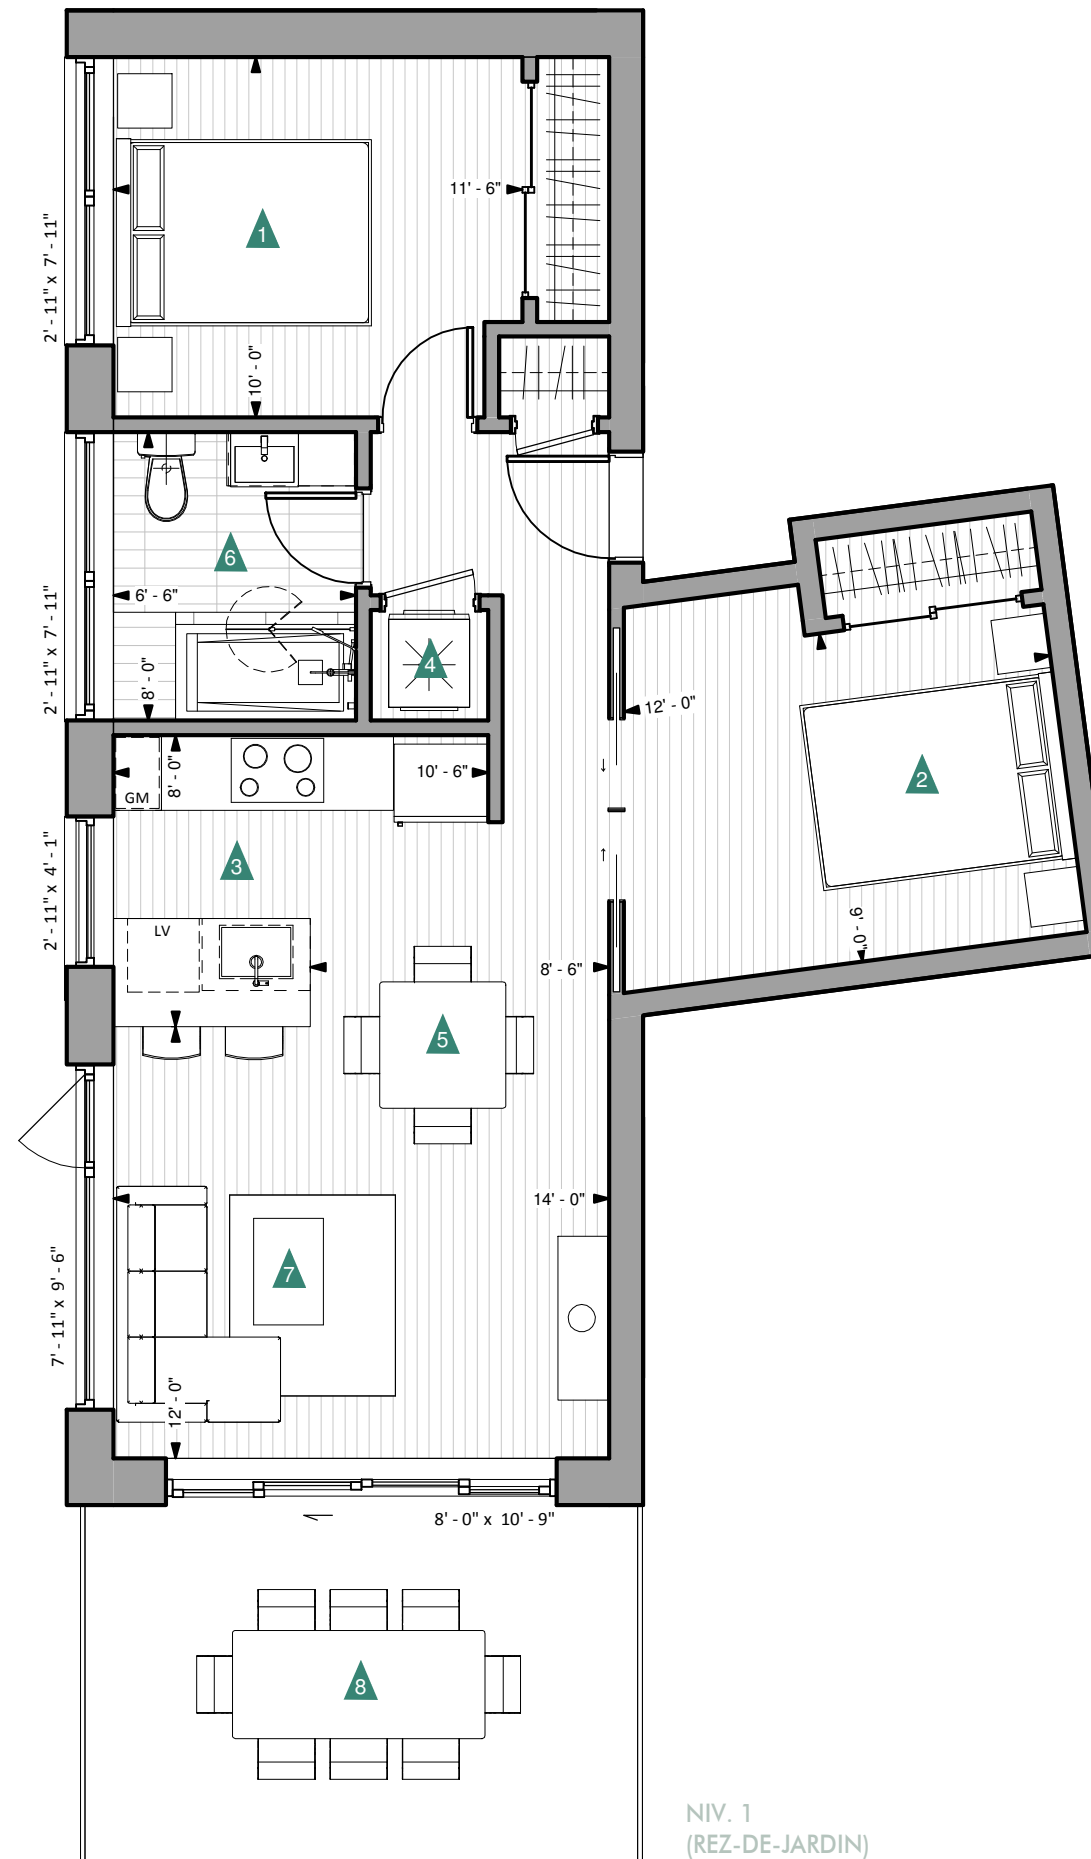 2' - 11" x 7' - 11"
1
11' - 6"
10' - 0"
2' - 11" x 7' - 11"
6
6' - 6"
8' - 0"
4
12' - 0"
2
9' - 0"
GM
8' - 0"
10' - 6"
2' - 11" x 4' - 1"
3
LV
8' - 6"
5
14' - 0"
7
7' - 11" x 9' - 6"
12' - 0"
8' - 0" x 10' - 9"
8
NIV. 1
(REZ-DE-JARDIN)